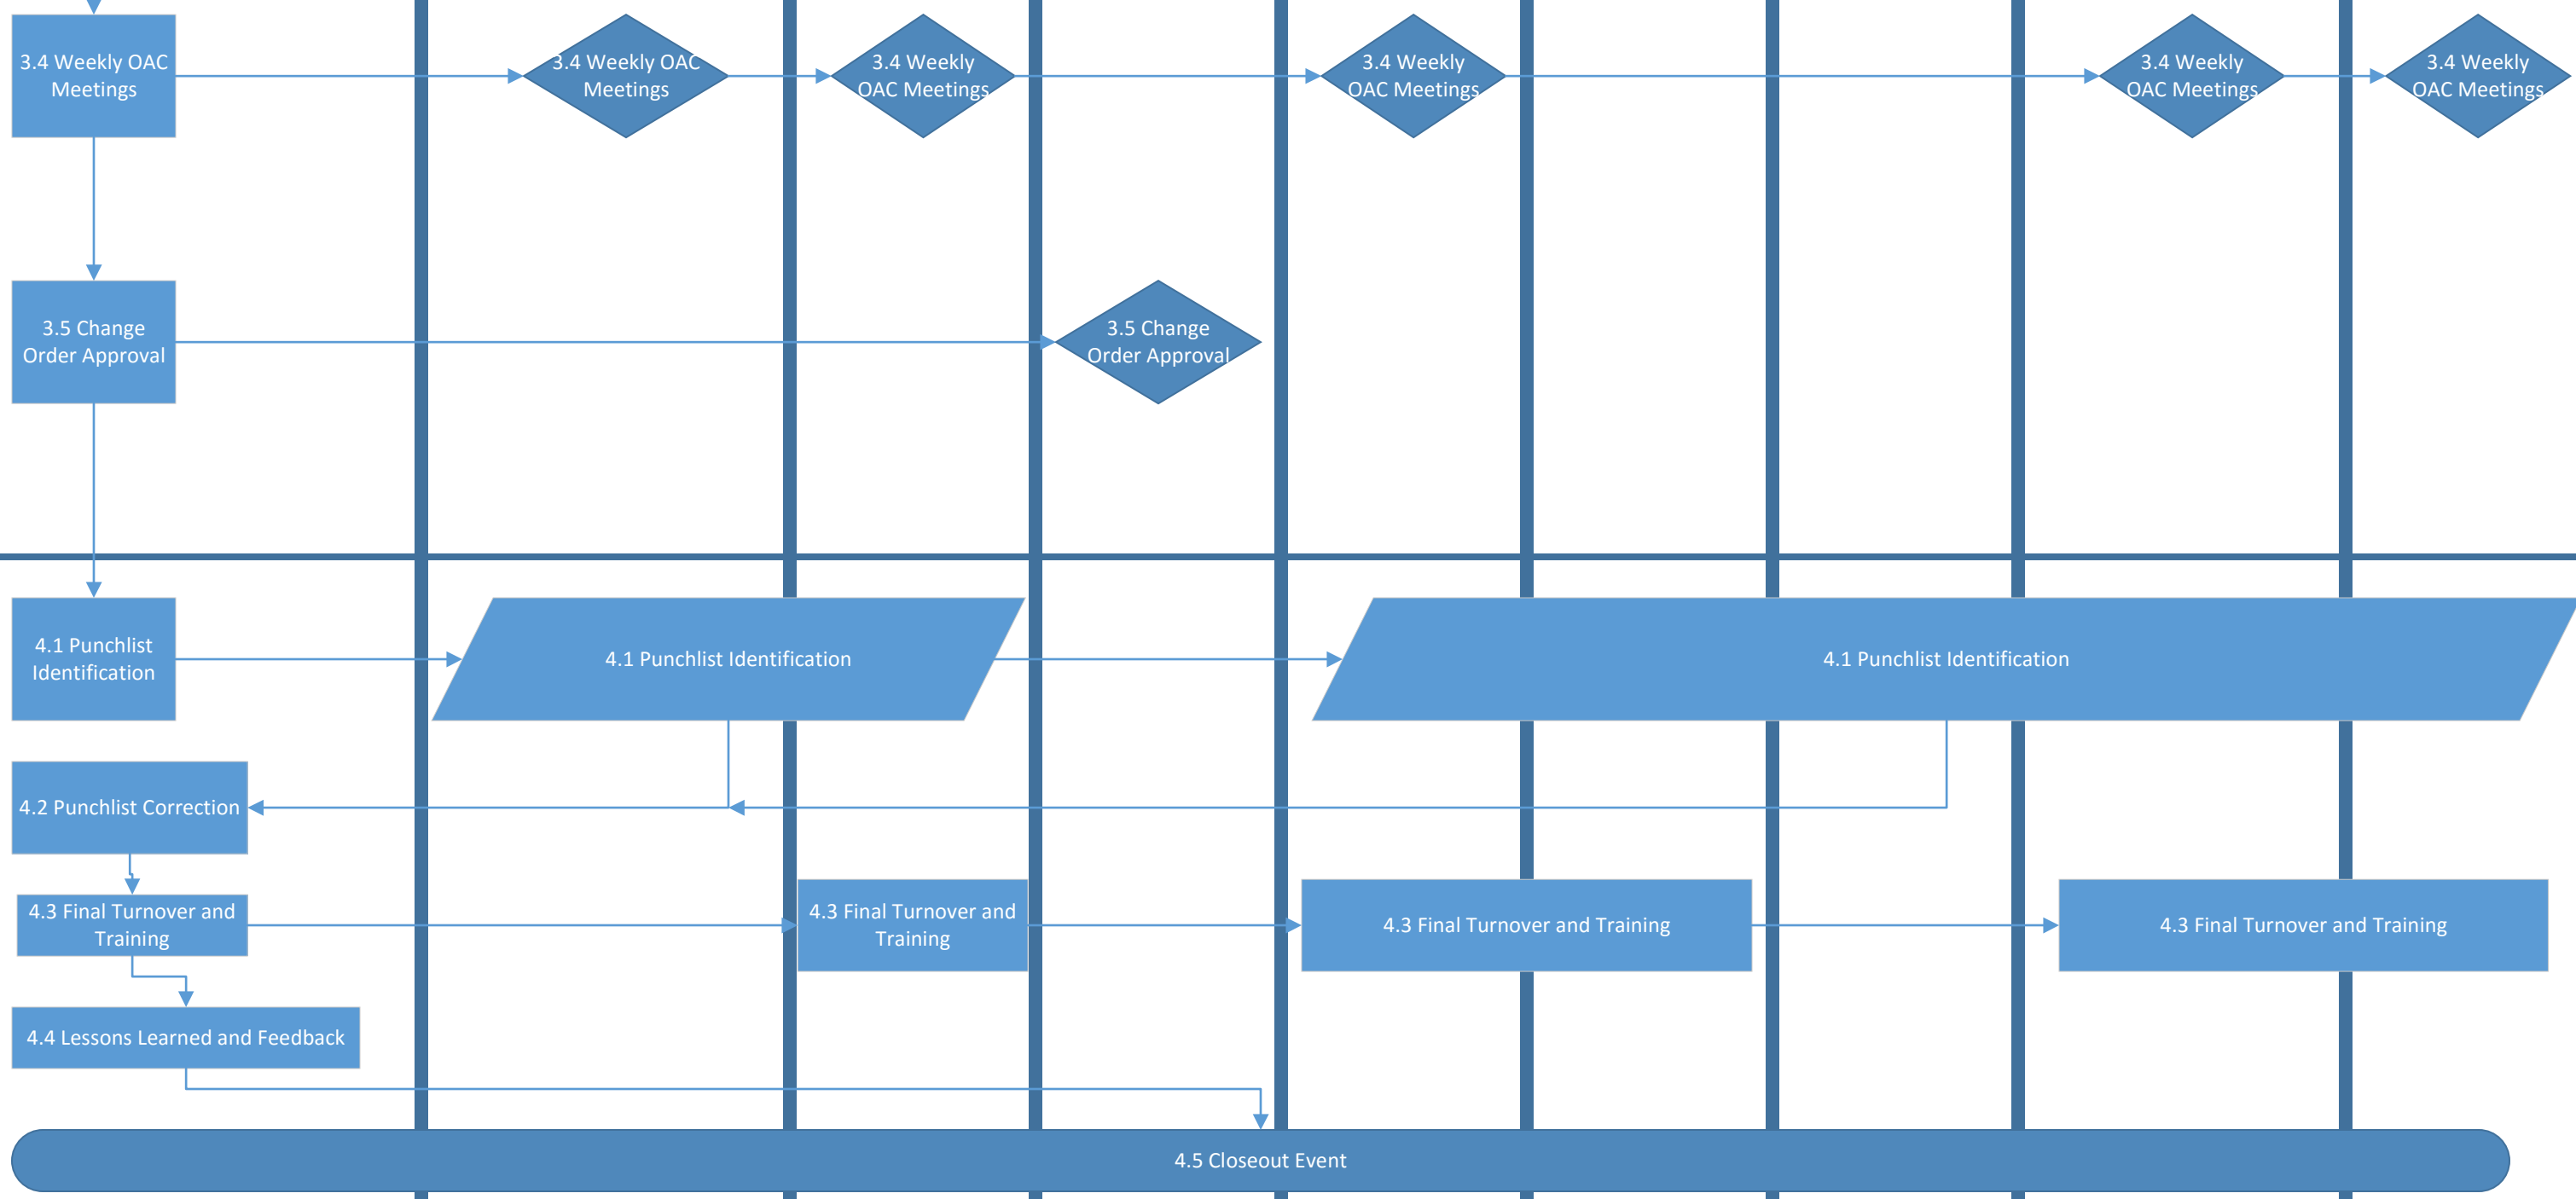 3.4 Weekly OAC
Meetings
3.4 Weekly OAC
Meetings
3.4 Weekly
OAC Meetings
3.4 Weekly
OAC Meetings
3.4 Weekly
OAC Meetings
3.4 Weekly
OAC Meetings
3.5 Change
Order Approval
3.5 Change
Order Approval
4.1 Punchlist
Identification
4.1 Punchlist Identification
4.1 Punchlist Identification
4.2 Punchlist Correction
4.3 Final Turnover and
Training
4.3 Final Turnover and
Training
4.3 Final Turnover and Training
4.3 Final Turnover and Training
4.4 Lessons Learned and Feedback
4.5 Closeout Event